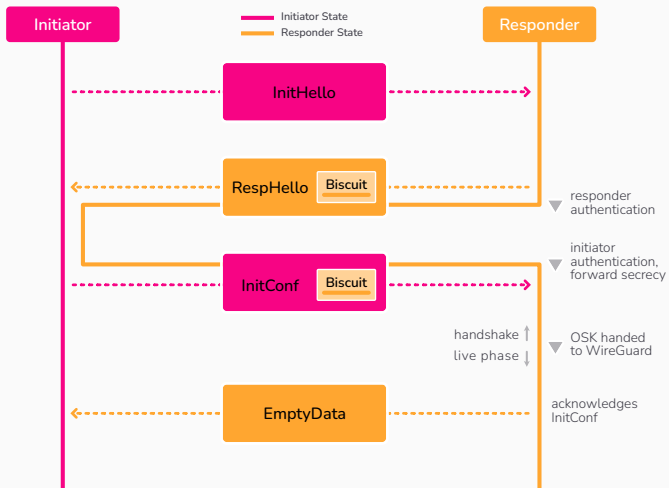 Initiator
Initiator State
Responder State
Responder
InitHello
RespHello
Biscuit
responder
authentication
initiator
authentication,
forward secrecy
InitConf
Biscuit
handshake
live phase
OSK handed
to WireGuard
EmptyData
acknowledges
InitConf